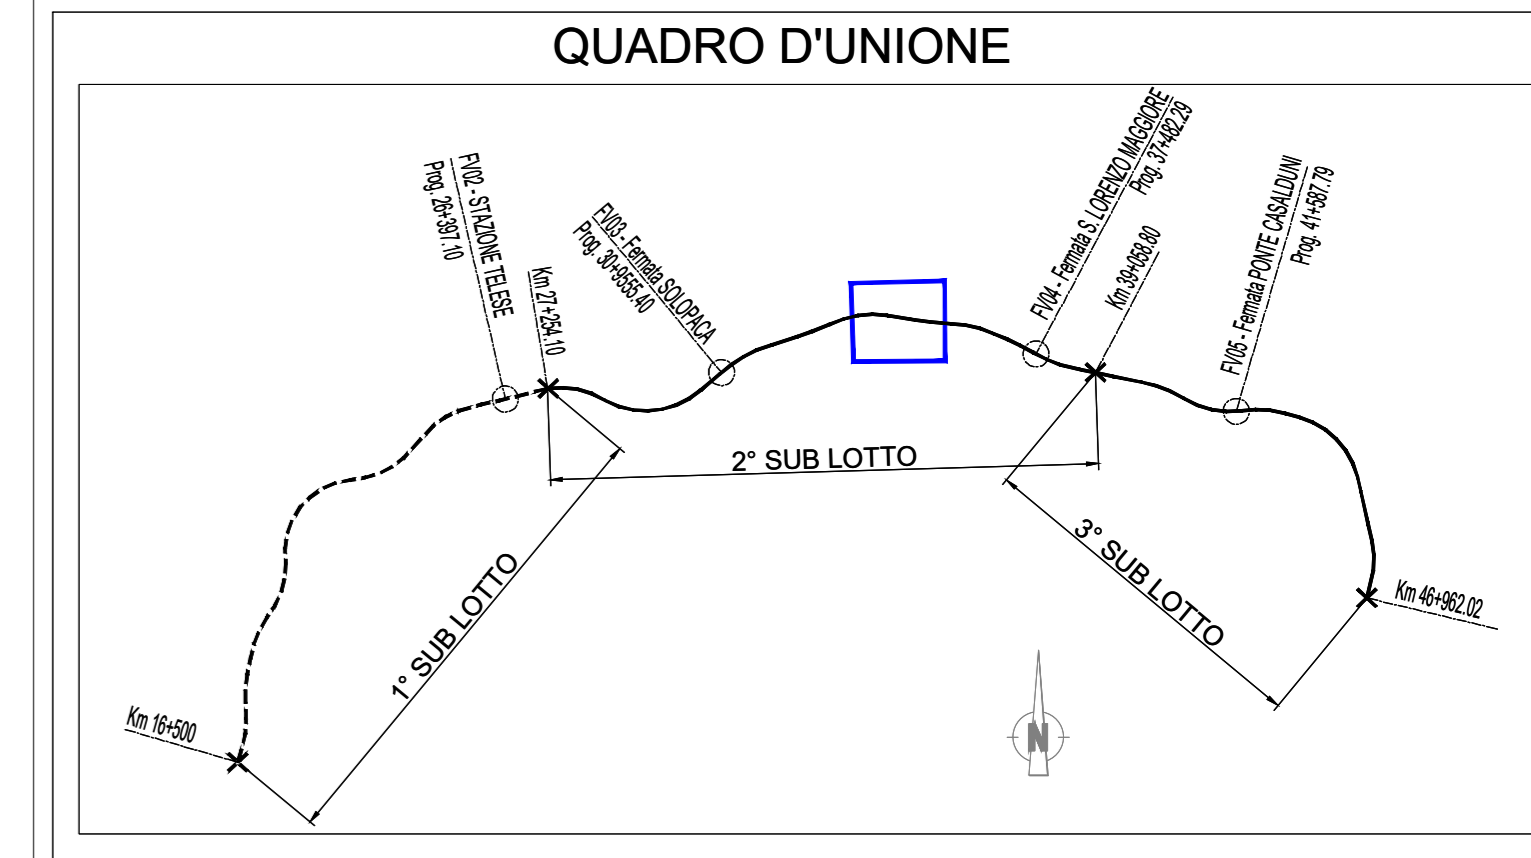 QUADRO D'UNIONE
FV02 - STAZIONE TELESE
Prog. 26+397.10
Km 27+254.10
FV03 - Fermata SOLOPACA
Prog. 30+9555.40
FV04 - Fermata S. LORENZO MAGGIORE
Prog. 37+482.29
Km 39+058.80
FV05 - Fermata PONTE CASALDUNI
Prog. 41+587.79
2° SUB LOTTO
1° SUB LOTTO
3° SUB LOTTO
Km 46+962.02
Km 16+500
N